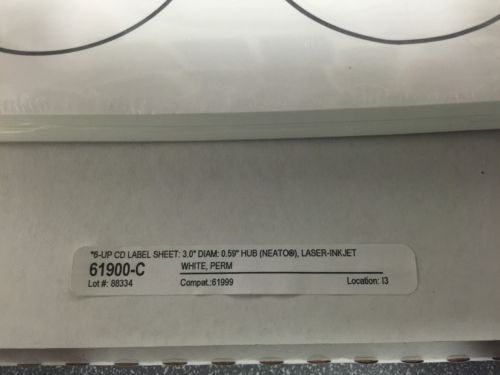 "6-UP CD LABEL SHEET: 3.0" DIAM: 0.59" HUB (NEATO®), LASER-INKJET
61900-C WHITE, PERM
Lot #: 88334 Compat.:61999 Location: I3